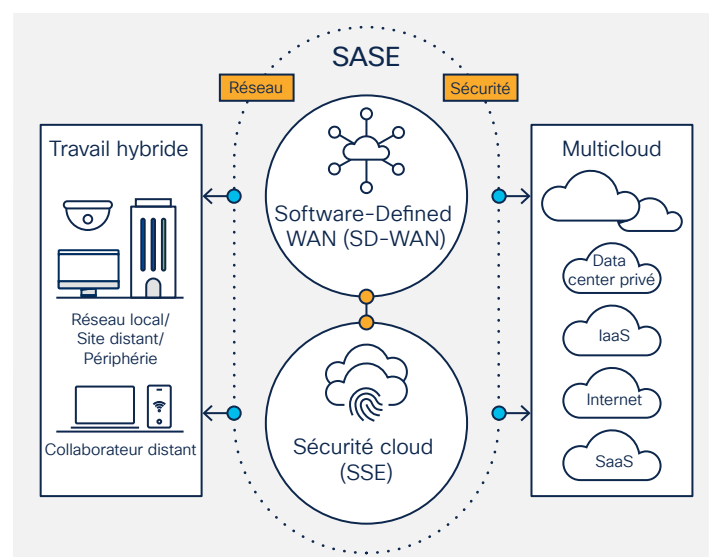 SASE
Réseau
Sécurité
Travail hybride
Réseau local/
Site distant/
Périphérie
Collaborateur distant
Software-Defined
WAN (SD-WAN)
Sécurité cloud
(SSE)
Multicloud
Data
center privé
IaaS
Internet
SaaS